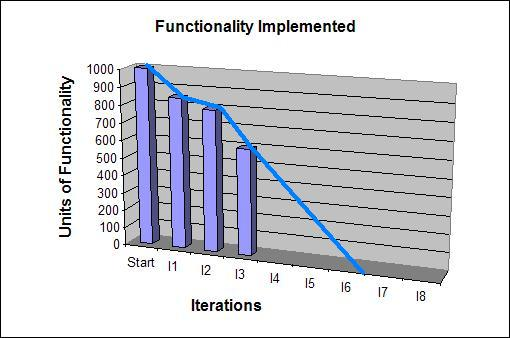 Functionality Implemented
Units of Functionality
1000
900
800
700
600
500
400
300
200
100
0
Start I1 I2 I3 I4 I5 I6 I7 I8
Iterations